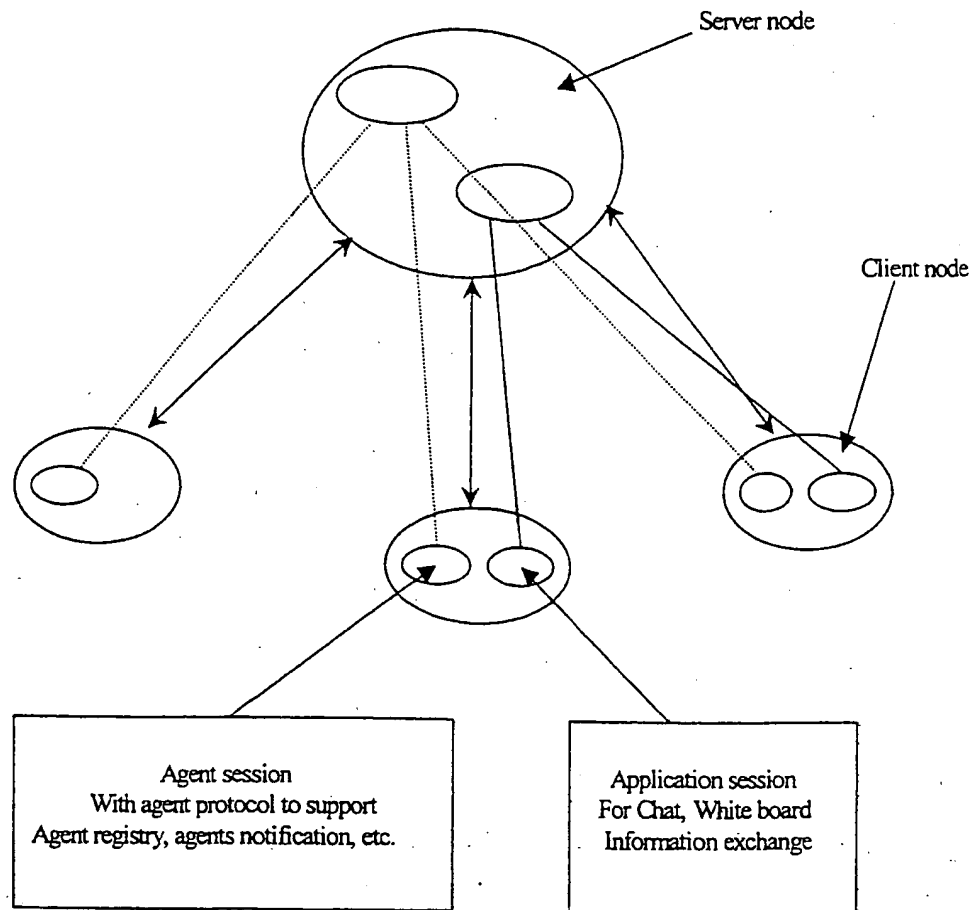 Server node
Client node
Agent session
With agent protocol to support
Agent registry, agents notification, etc.
Application session
For Chat, White board
Information exchange